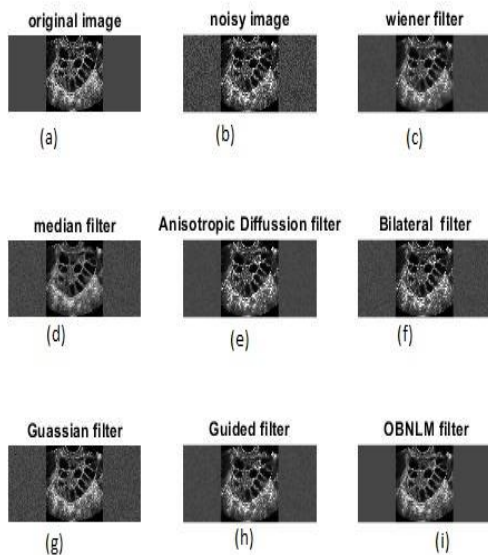 original image
noisy image
wiener filter
(a)
(b)
(c)
median filter
Anisotropic Diffussion filter
Bilateral filter
(d)
(e)
(f)
Guassian filter
Guided filter
OBNLM filter
(g)
(h)
(i)